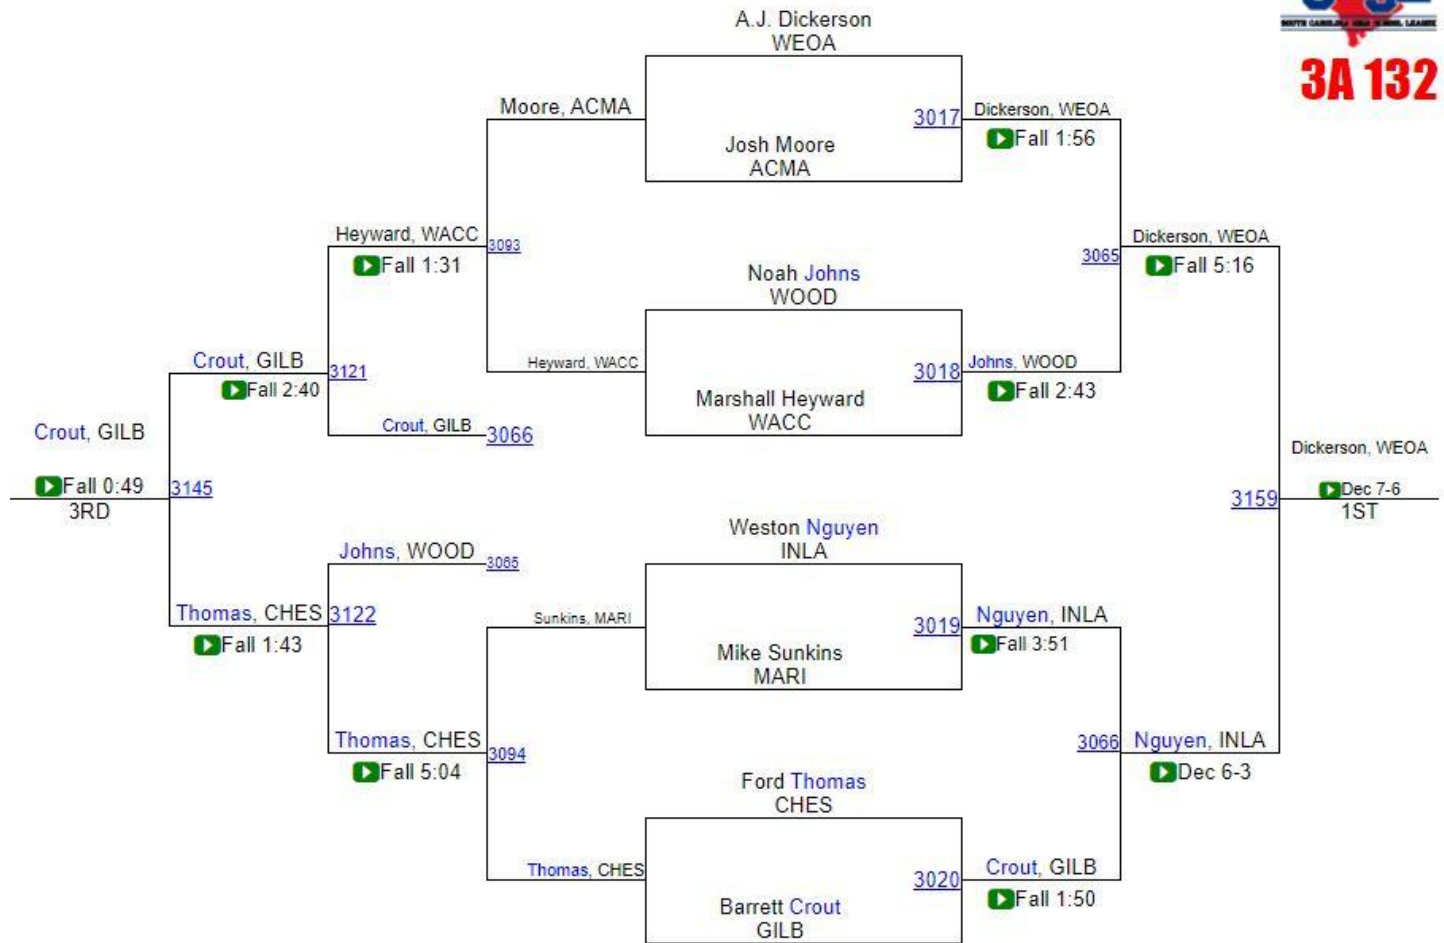 SOUTH CAROLINA HIGH SCHOOL LEAGUE
3A 132
A.J. Dickerson
WEOA
Moore, ACMA
3017
Dickerson, WEOA
Fall 1:56
Josh Moore
ACMA
Heyward, WACC
3093
Fall 1:31
Dickerson, WEOA
3065
Fall 5:16
Noah Johns
WOOD
Crout, GILB
3121
Fall 2:40
Heyward, WACC
3018
Johns, WOOD
Fall 2:43
Marshall Heyward
WACC
Crout, GILB
3066
Crout, GILB
Fall 0:49
3RD
3145
Dickerson, WEOA
3159
Dec 7-6
1ST
Weston Nguyen
INLA
Johns, WOOD
3065
Thomas, CHES
3122
Fall 1:43
Sunkins, MARI
3019
Nguyen, INLA
Fall 3:51
Mike Sunkins
MARI
Thomas, CHES
3094
Fall 5:04
3066
Nguyen, INLA
Dec 6-3
Ford Thomas
CHES
Thomas, CHES
3020
Crout, GILB
Fall 1:50
Barrett Crout
GILB